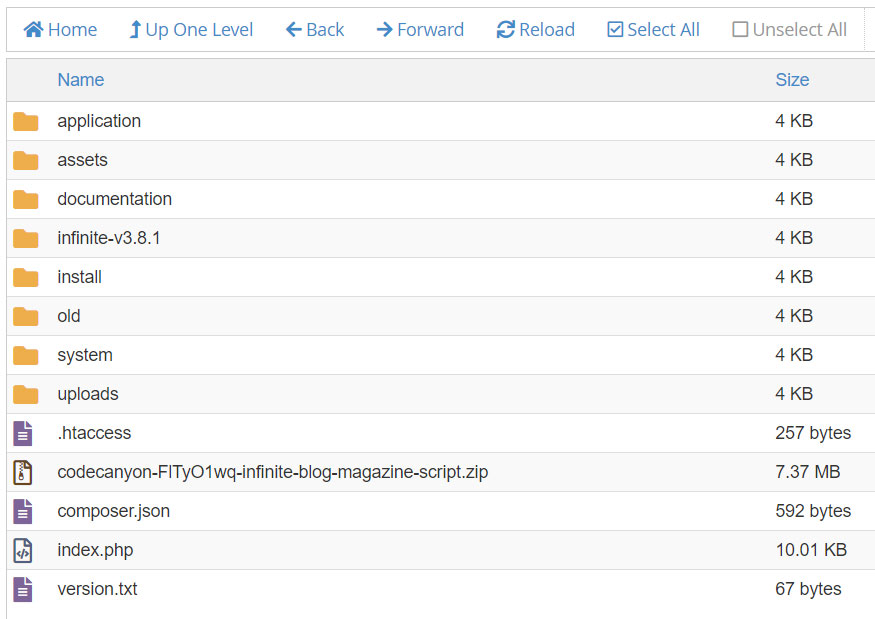 Home Up One Level Back Forward Reload Select All Unselect All
Name Size
application 4 KB
assets 4 KB
documentation 4 KB
infinite-v3.8.1 4 KB
install 4 KB
old 4 KB
system 4 KB
uploads 4 KB
.htaccess 257 bytes
codecanyon-FlTyO1wq-infinite-blog-magazine-script.zip 7.37 MB
composer.json 592 bytes
index.php 10.01 KB
version.txt 67 bytes